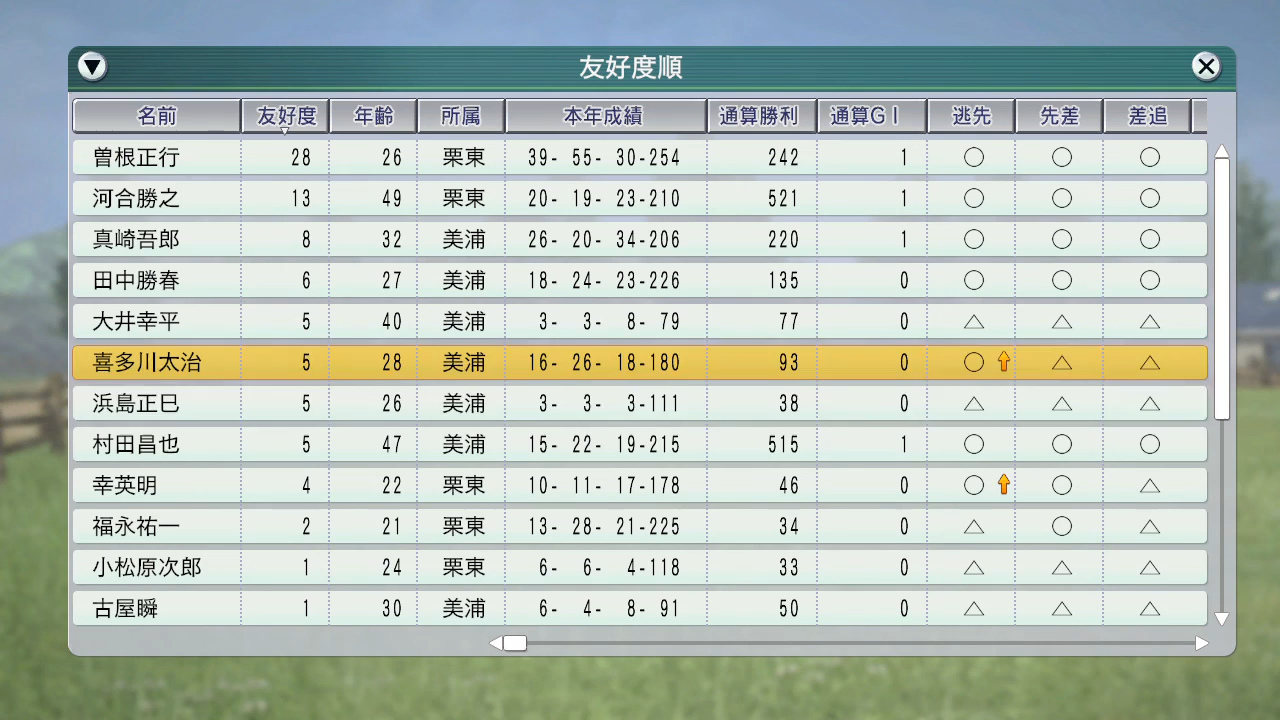 友好度順
名前 友好度 年齢 所属 本年成績 通算勝利 通算GⅠ 逃先 先差 差追
曽根正行 28 26 栗東 39- 55- 30-254 242 1 ○ ○ ○
河合勝之 13 49 栗東 20- 19- 23-210 521 1 ○ ○ ○
真崎吾郎 8 32 美浦 26- 20- 34-206 220 1 ○ ○ ○
田中勝春 6 27 美浦 18- 24- 23-226 135 0 ○ ○ ○
大井幸平 5 40 美浦 3- 3- 8- 79 77 0 △ △ △
喜多川太治 5 28 美浦 16- 26- 18-180 93 0 ○ △ △
浜島正巳 5 26 美浦 3- 3- 3-111 38 0 △ △ △
村田昌也 5 47 美浦 15- 22- 19-215 515 1 ○ ○ ○
幸英明 4 22 栗東 10- 11- 17-178 46 0 ○ ○ △
福永祐一 2 21 栗東 13- 28- 21-225 34 0 △ ○ △
小松原次郎 1 24 栗東 6- 6- 4-118 33 0 △ △ △
古屋瞬 1 30 美浦 6- 4- 8- 91 50 0 △ △ △